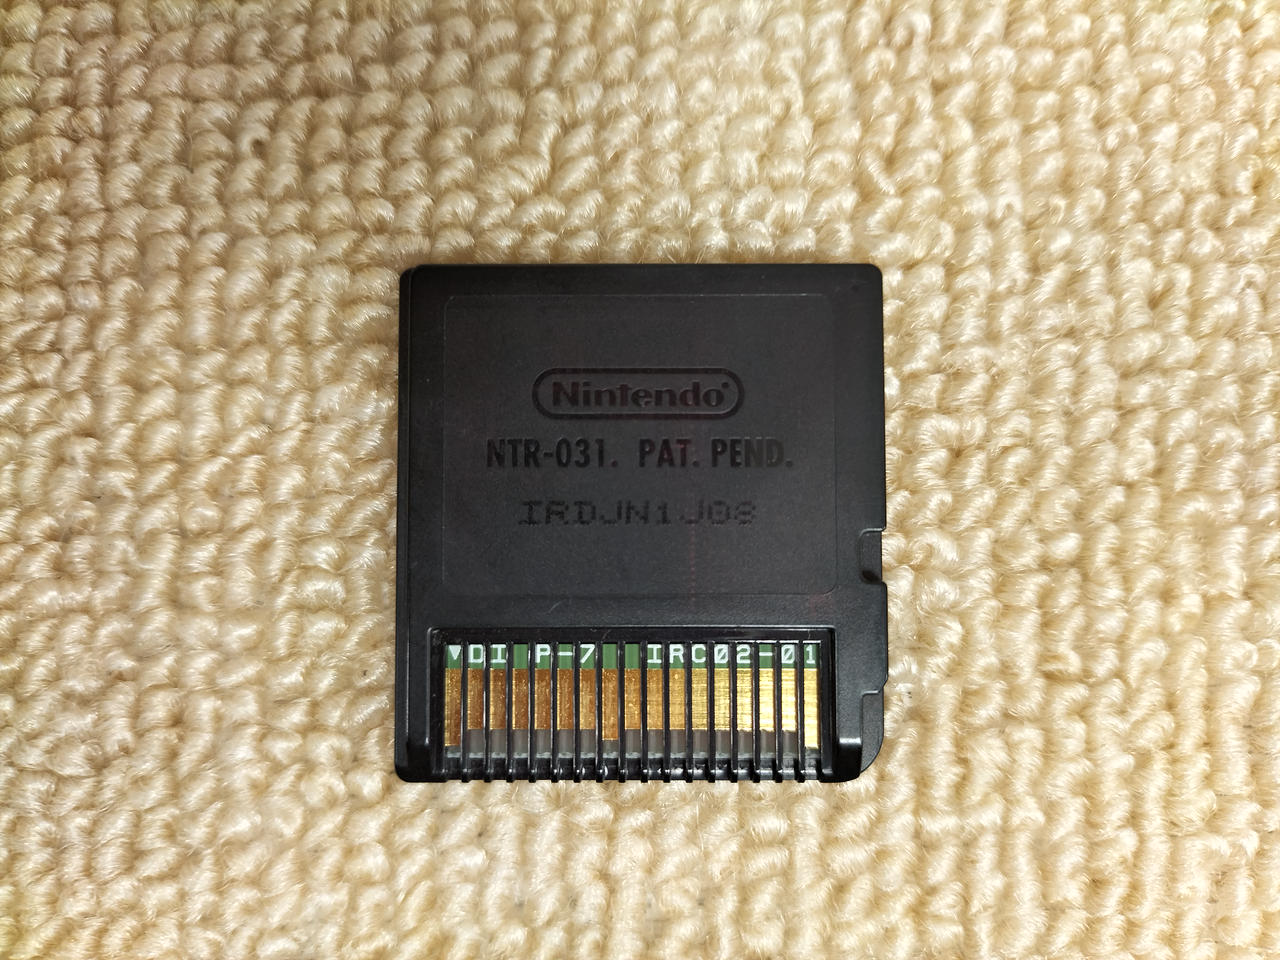 Nintendo®
NTR-031. PAT. PEND.
IRDJN1J08
▼DI P-7 IRC02-01